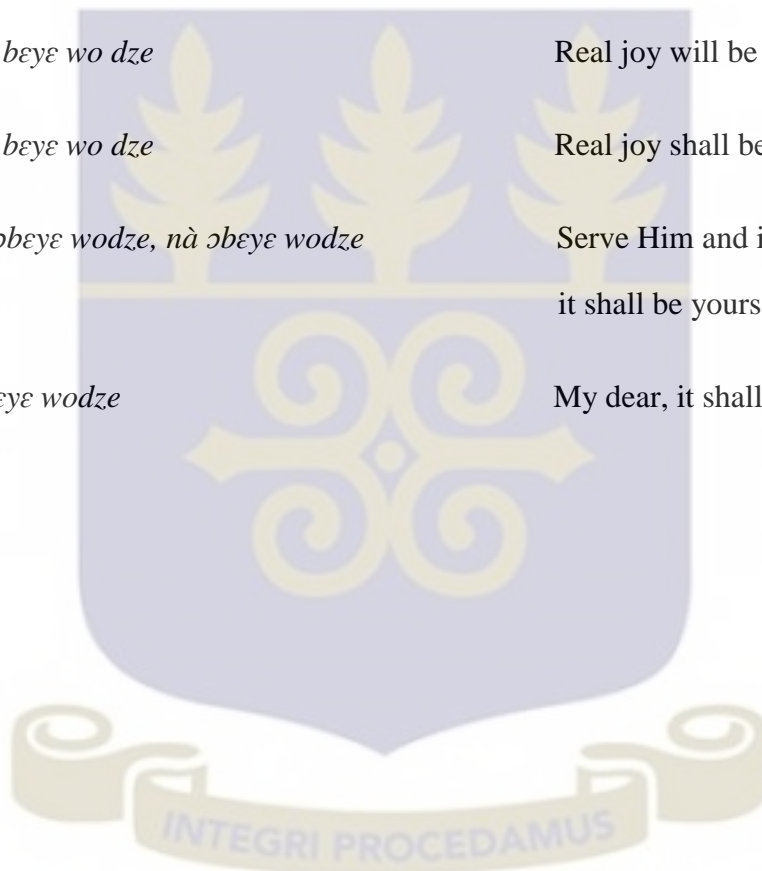 bɛyɛ wo dze Real joy will be
bɛyɛ wo dze Real joy shall be
ɔbɛyɛ wodze, nà ɔbɛyɛ wodze Serve Him and i
it shall be yours
ɛyɛ wodze My dear, it shall
INTEGRI PROCEDAMUS